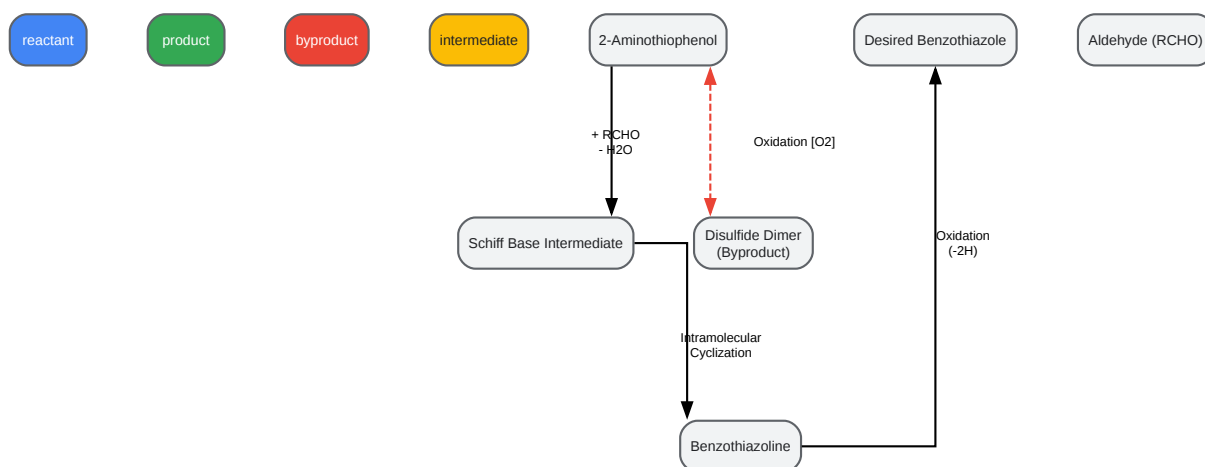 reactant
product
byproduct
intermediate
2-Aminothiophenol
Desired Benzothiazole
Aldehyde (RCHO)
+ RCHO
- H2O
Oxidation [O2]
Schiff Base Intermediate
Disulfide Dimer
(Byproduct)
Oxidation
(-2H)
Intramolecular
Cyclization
Benzothiazoline